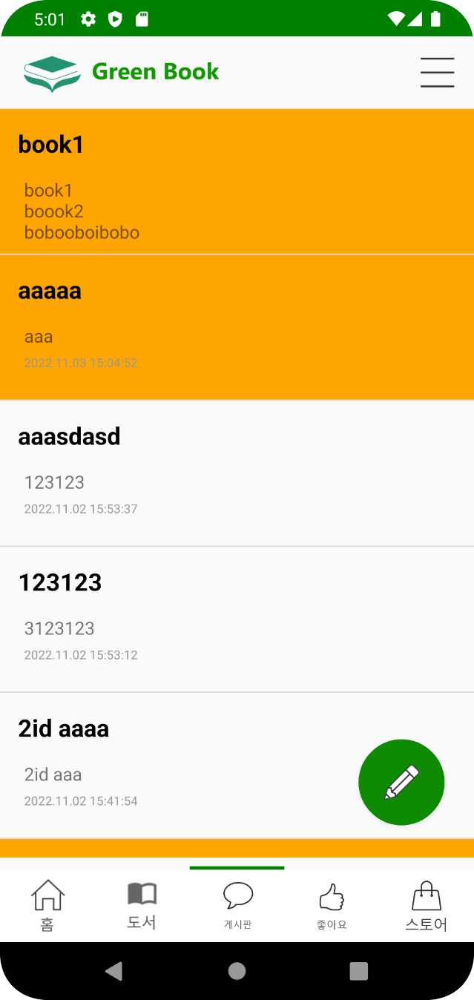 5:01
Green Book
book1
book1
boook2
bobooboibobo
aaaaa
aaa
2022.11.03 15:04:52
aaasdasd
123123
2022.11.02 15:53:37
123123
3123123
2022.11.02 15:53:12
2id aaaa
2id aaa
2022.11.02 15:41:54
홈 도서 게시판 좋아요 스토어